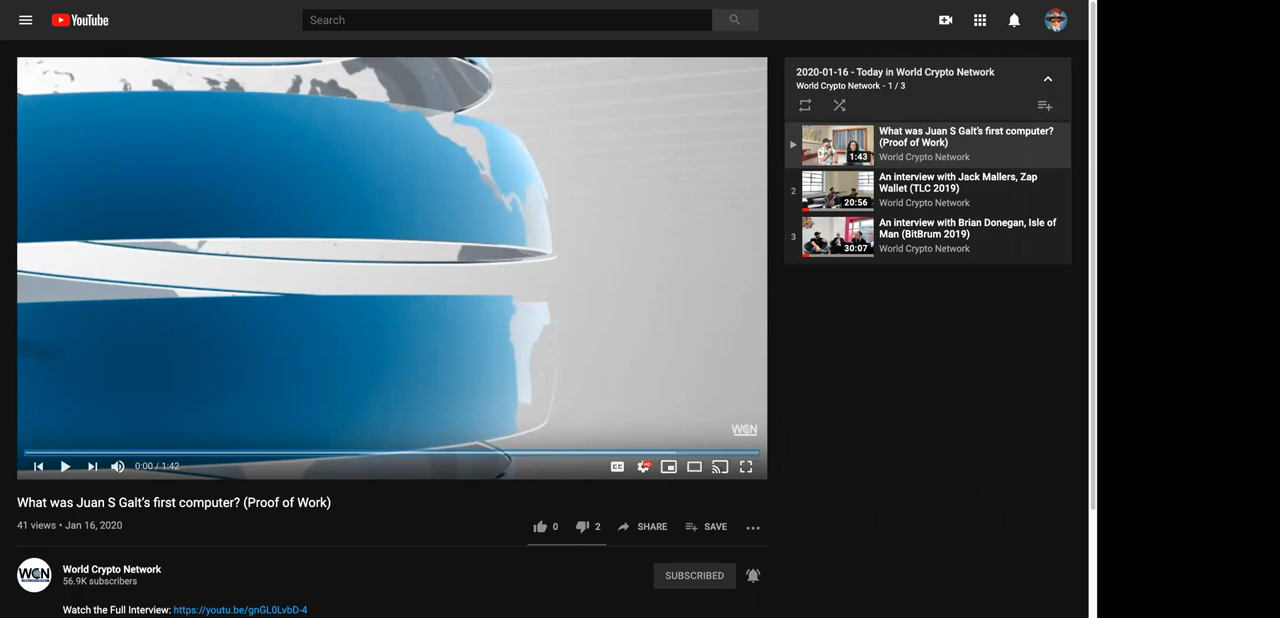 YouTube
Search
2020-01-16 - Today in World Crypto Network
World Crypto Network - 1 / 3
What was Juan S Galt's first computer?
(Proof of Work)
World Crypto Network
1:43
2
An interview with Jack Mallers, Zap
Wallet (TLC 2019)
World Crypto Network
20:56
3
An interview with Brian Donegan, Isle of
Man (BitBrum 2019)
World Crypto Network
30:07
WCN
0:00 / 1:42
CC
HD
What was Juan S Galt's first computer? (Proof of Work)
41 views • Jan 16, 2020
0
2
SHARE
SAVE
WCN
World Crypto Network
56.9K subscribers
SUBSCRIBED
Watch the Full Interview: https://youtu.be/gnGL0LvbD-4